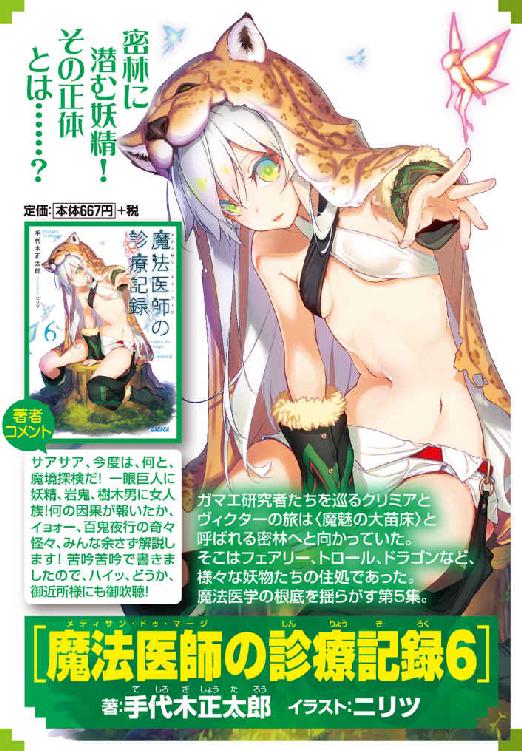 密林に
潜む妖精!
その正体
とは……?
定価:本体667円+税
手代木正太郎
魔法医師の
診療記録
6
著者
コメント
サアサア、今度は、何と、
魔境探検だ! 一眼巨人に
妖精、岩鬼、樹木男に女人
族!何の因果が報いたか、
イョォー、百鬼夜行の奇々
怪々、みんな余さず解説し
ます! 苦吟苦吟で書きま
したので、ハイッ、どうか、
御近所様にも御吹聴!
ガマエ研究者たちを巡るクリミアと
ヴィクターの旅は〈魔魅の大苗床〉と
呼ばれる密林へと向かっていた。
そこはフェアリー、トロール、ドラゴンなど、
様々な妖物たちの住処であった。
魔法医学の根底を揺らがす第5集。
メディサン・ドゥ・マージ しんりょうきろく
[魔法医師の診療記録6]
てしろぎしょうたろう
著:手代木正太郎 イラスト:ニリツ